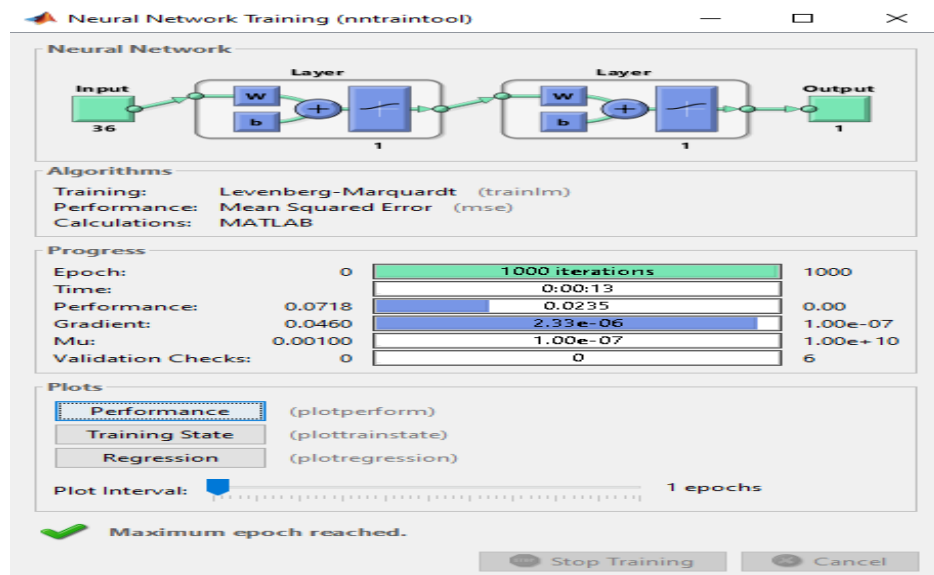 Neural Network Training (nntraintool)
Neural Network
Layer Layer
Input Output
w w
+ +
b b
36 1
1 1
Algorithms
Training: Levenberg-Marquardt (trainlm)
Performance: Mean Squared Error (mse)
Calculations: MATLAB
Progress
Epoch: 0 1000 iterations 1000
Time: 0:00:13
Performance: 0.0718 0.0235 0.00
Gradient: 0.0460 2.33e-06 1.00e-07
Mu: 0.00100 1.00e-07 1.00e+10
Validation Checks: 0 0 6
Plots
Performance (plotperform)
Training State (plottrainstate)
Regression (plotregression)
Plot Interval: 1 epochs
Maximum epoch reached.
Stop Training Cancel